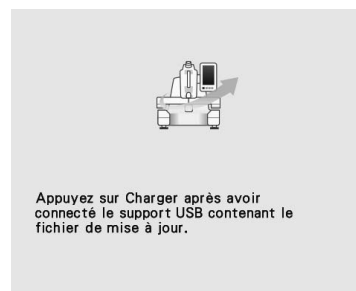 Appuyez sur Charger après avoir
connecté le support USB contenant le
fichier de mise à jour.